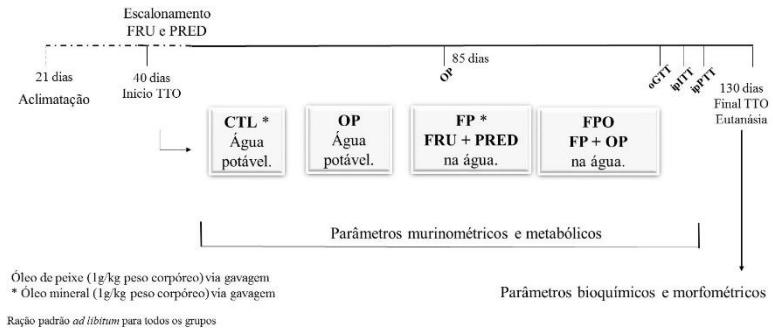 Escalonamento
FRU e PRED
21 dias
Aclimatação
40 dias
Inicio TTO
85 dias
OP
oGTT
ipITT
ipPTT
130 dias
Final TTO
Eutanásia
CTL *
Água
potável.
OP
Água
potável.
FP *
FRU + PRED
na água.
FPO
FP + OP
na água.
Parâmetros murinométricos e metabólicos
Óleo de peixe (1g/kg peso corpóreo) via gavagem
* Óleo mineral (1g/kg peso corpóreo) via gavagem
Parâmetros bioquímicos e morfométricos
Ração padrão ad libitum para todos os grupos